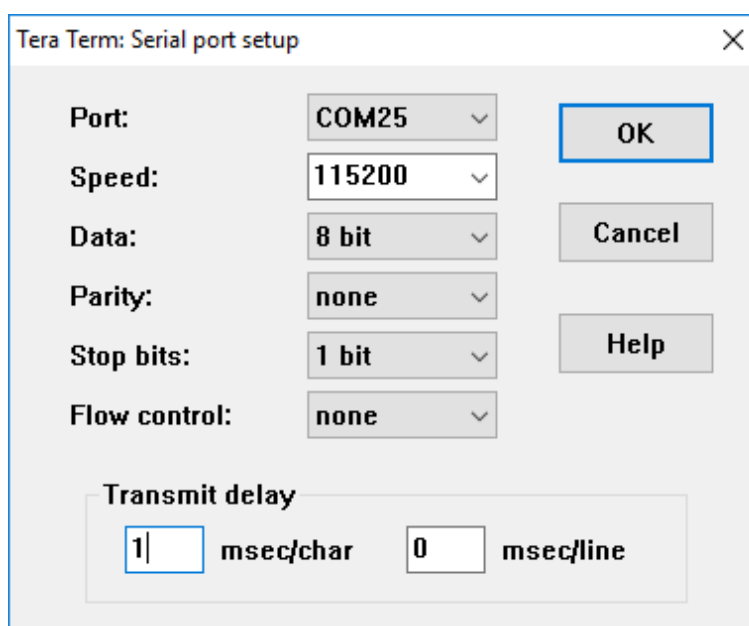 Tera Term: Serial port setup
Port: COM25
OK
Speed: 115200
Data: 8 bit
Cancel
Parity: none
Stop bits: 1 bit
Help
Flow control: none
Transmit delay
1 msec/char 0 msec/line